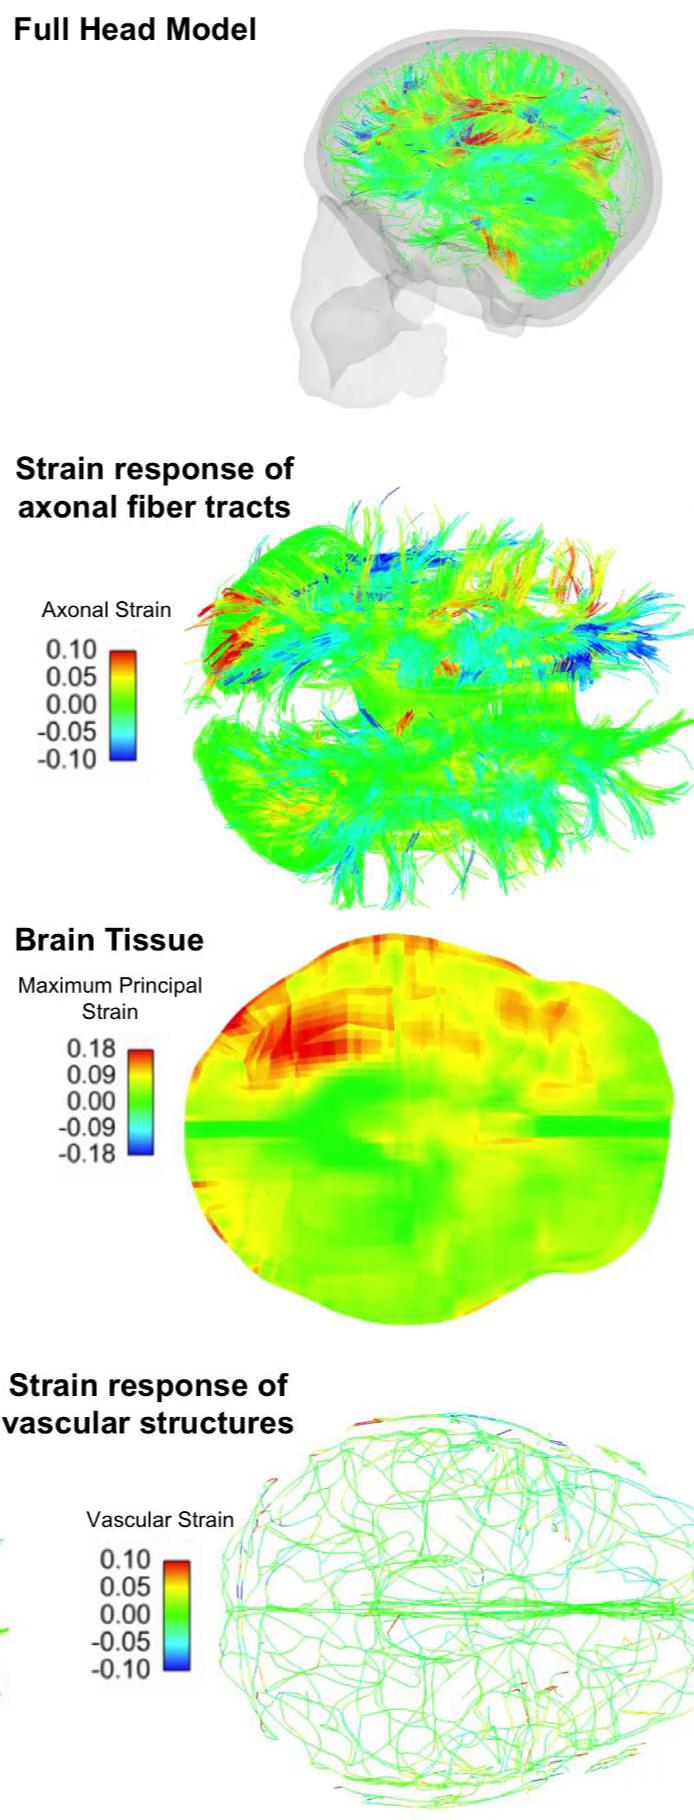 Full Head Model
Strain response of
axonal fiber tracts
Axonal Strain
0.10
0.05
0.00
-0.05
-0.10
Brain Tissue
Maximum Principal
Strain
0.18
0.09
0.00
-0.09
-0.18
Strain response of
vascular structures
Vascular Strain
0.10
0.05
0.00
-0.05
-0.10